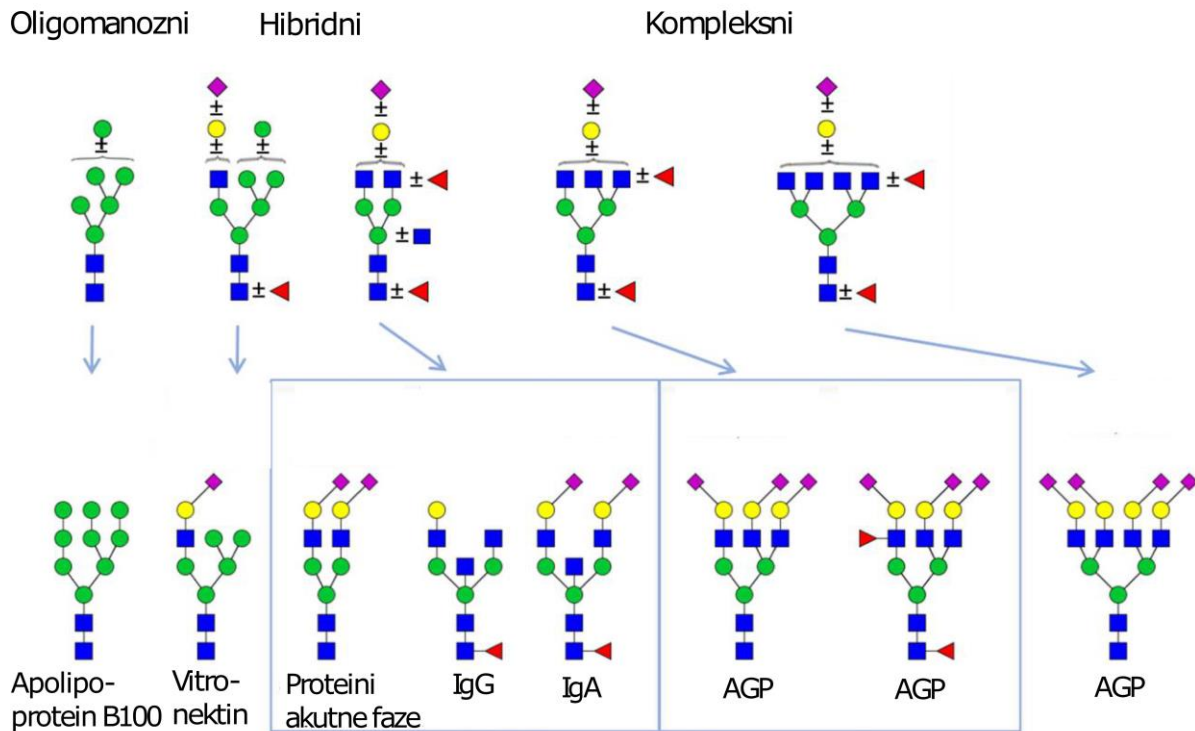 Oligomanozni
Hibridni
Kompleksni
±
± ±
±
±
±
± ±
± ± ±
± ± ±
±
± ± ± ±
Apolipo-
protein B100
Vitro-
nektin
Proteini
akutne faze
IgG
IgA
AGP
AGP
AGP